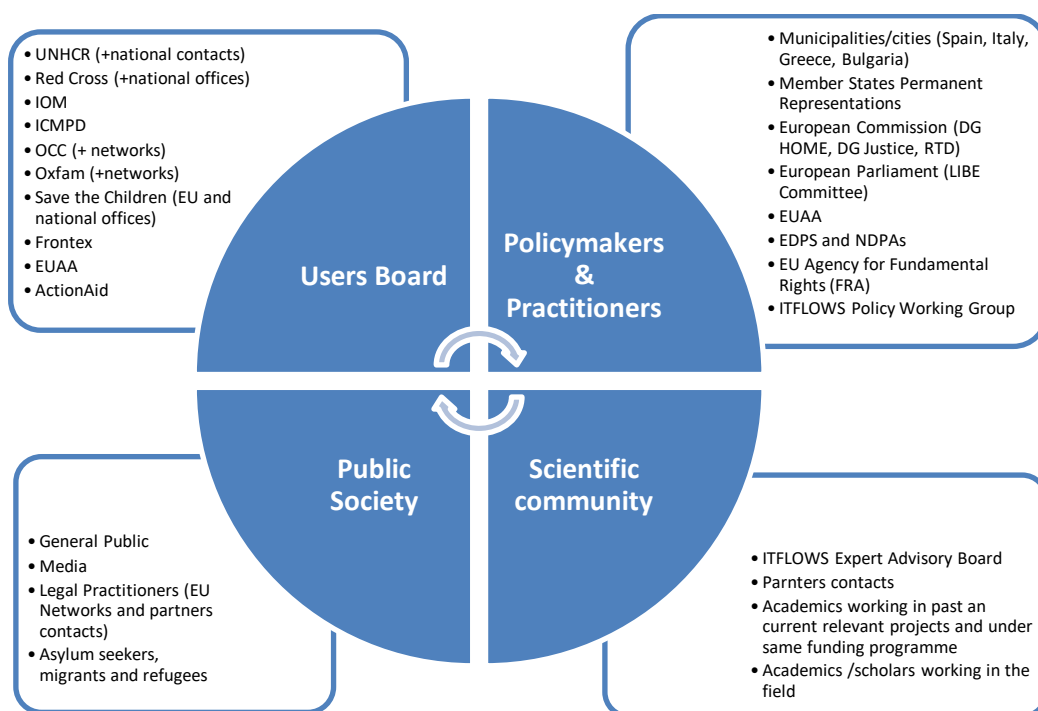 • UNHCR (+national contacts)
• Red Cross (+national offices)
• IOM
• ICMPD
• OCC (+ networks)
• Oxfam (+networks)
• Save the Children (EU and
national offices)
• Frontex
• EUAA
• ActionAid
• Municipalities/cities (Spain, Italy,
Greece, Bulgaria)
• Member States Permanent
Representations
• European Commission (DG
HOME, DG Justice, RTD)
• European Parliament (LIBE
Committee)
• EUAA
• EDPS and NDPAs
• EU Agency for Fundamental
Rights (FRA)
• ITFLOWS Policy Working Group
Users Board
Policymakers
&
Practitioners
Public
Society
Scientific
community
• General Public
• Media
• Legal Practitioners (EU
Networks and partners
contacts)
• Asylum seekers,
migrants and refugees
• ITFLOWS Expert Advisory Board
• Parnters contacts
• Academics working in past an
current relevant projects and under
same funding programme
• Academics /scholars working in the
field